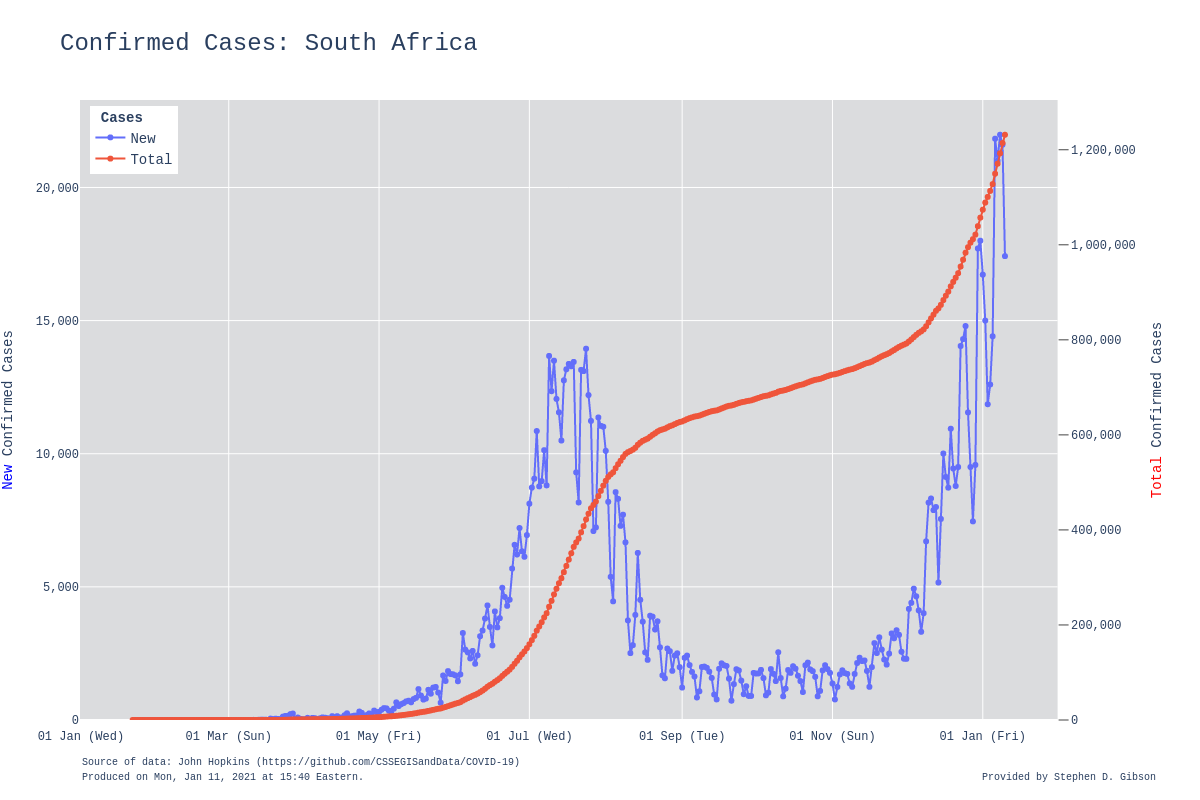 Confirmed Cases: South Africa
Cases
New
Total
20,000
15,000
10,000
5,000
0
1,200,000
1,000,000
800,000
600,000
400,000
200,000
0
New Confirmed Cases
Total Confirmed Cases
01 Jan (Wed) 01 Mar (Sun) 01 May (Fri) 01 Jul (Wed) 01 Sep (Tue) 01 Nov (Sun) 01 Jan (Fri)
Source of data: John Hopkins (https://github.com/CSSEGISandData/COVID-19)
Produced on Mon, Jan 11, 2021 at 15:40 Eastern.
Provided by Stephen D. Gibson